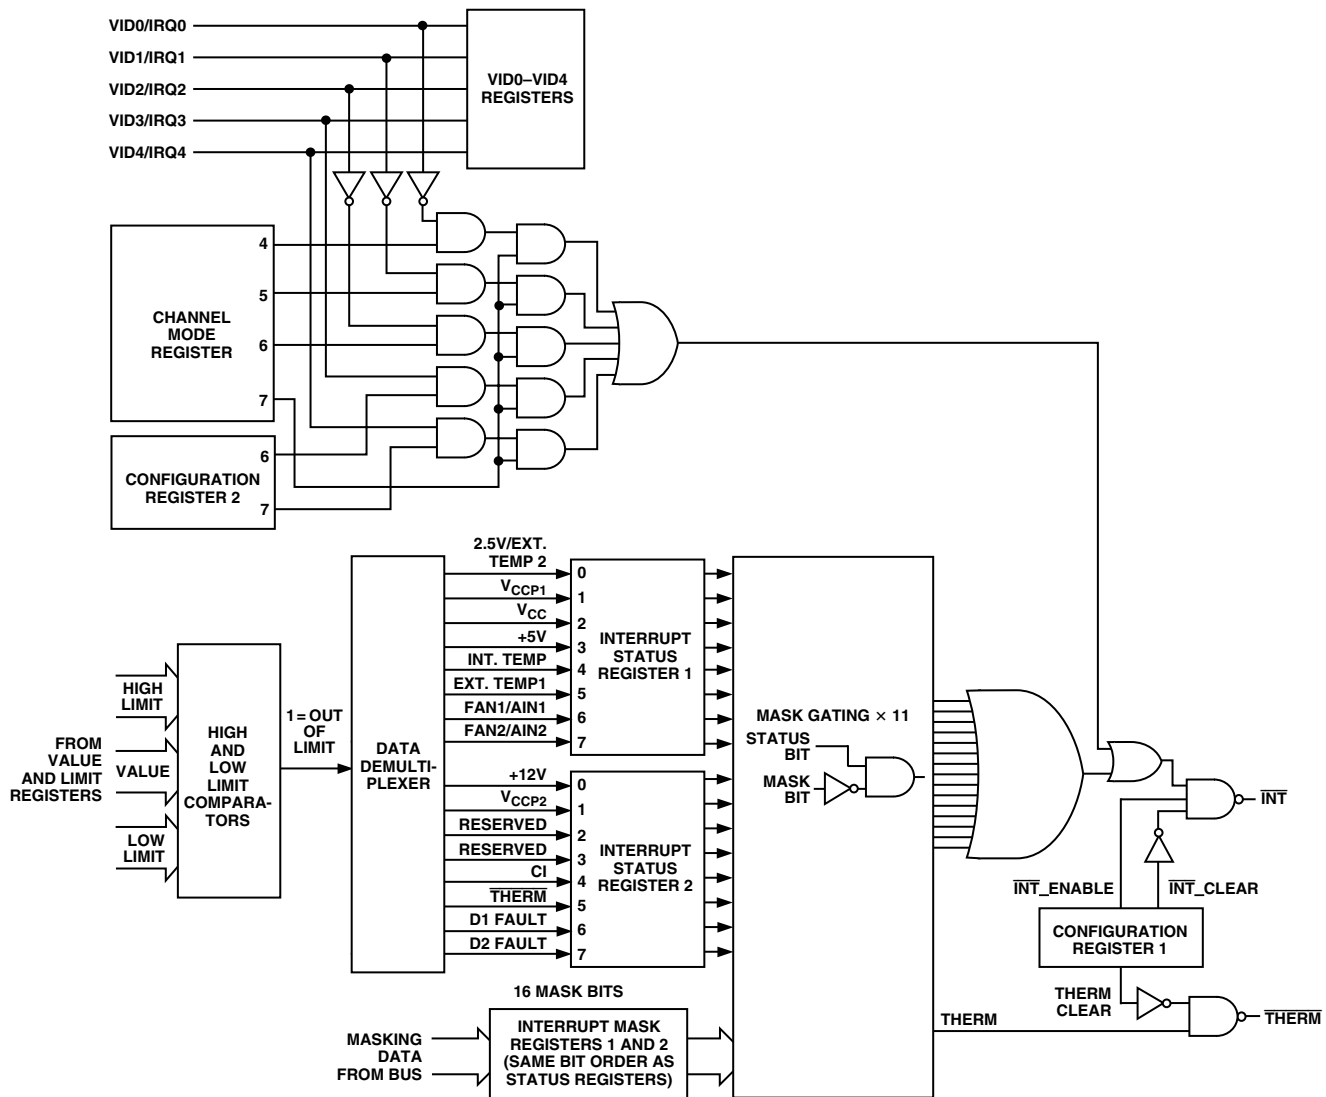 VID0/IRQ0
VID1/IRQ1
VID2/IRQ2
VID3/IRQ3
VID4/IRQ4
VID0–VID4
REGISTERS
CHANNEL
MODE
REGISTER
4
5
6
7
CONFIGURATION
REGISTER 2
6
7
FROM
VALUE
AND LIMIT
REGISTERS
HIGH
LIMIT
VALUE
LOW
LIMIT
HIGH
AND
LOW
LIMIT
COMPARA-
TORS
1 = OUT
OF
LIMIT
DATA
DEMULTI-
PLEXER
2.5V/EXT.
TEMP 2
VCCP1
VCC
+5V
INT. TEMP
EXT. TEMP1
FAN1/AIN1
FAN2/AIN2
0
1
2
3
4
5
6
7
INTERRUPT
STATUS
REGISTER 1
+12V
VCCP2
RESERVED
RESERVED
CI
THERM
D1 FAULT
D2 FAULT
0
1
2
3
4
5
6
7
INTERRUPT
STATUS
REGISTER 2
MASK GATING × 11
STATUS
BIT
MASK
BIT
16 MASK BITS
MASKING
DATA
FROM BUS
INTERRUPT MASK
REGISTERS 1 AND 2
(SAME BIT ORDER AS
STATUS REGISTERS)
INT
INT_ENABLE
INT_CLEAR
CONFIGURATION
REGISTER 1
THERM
CLEAR
THERM
THERM